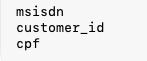 msisdn
customer_id
cpf